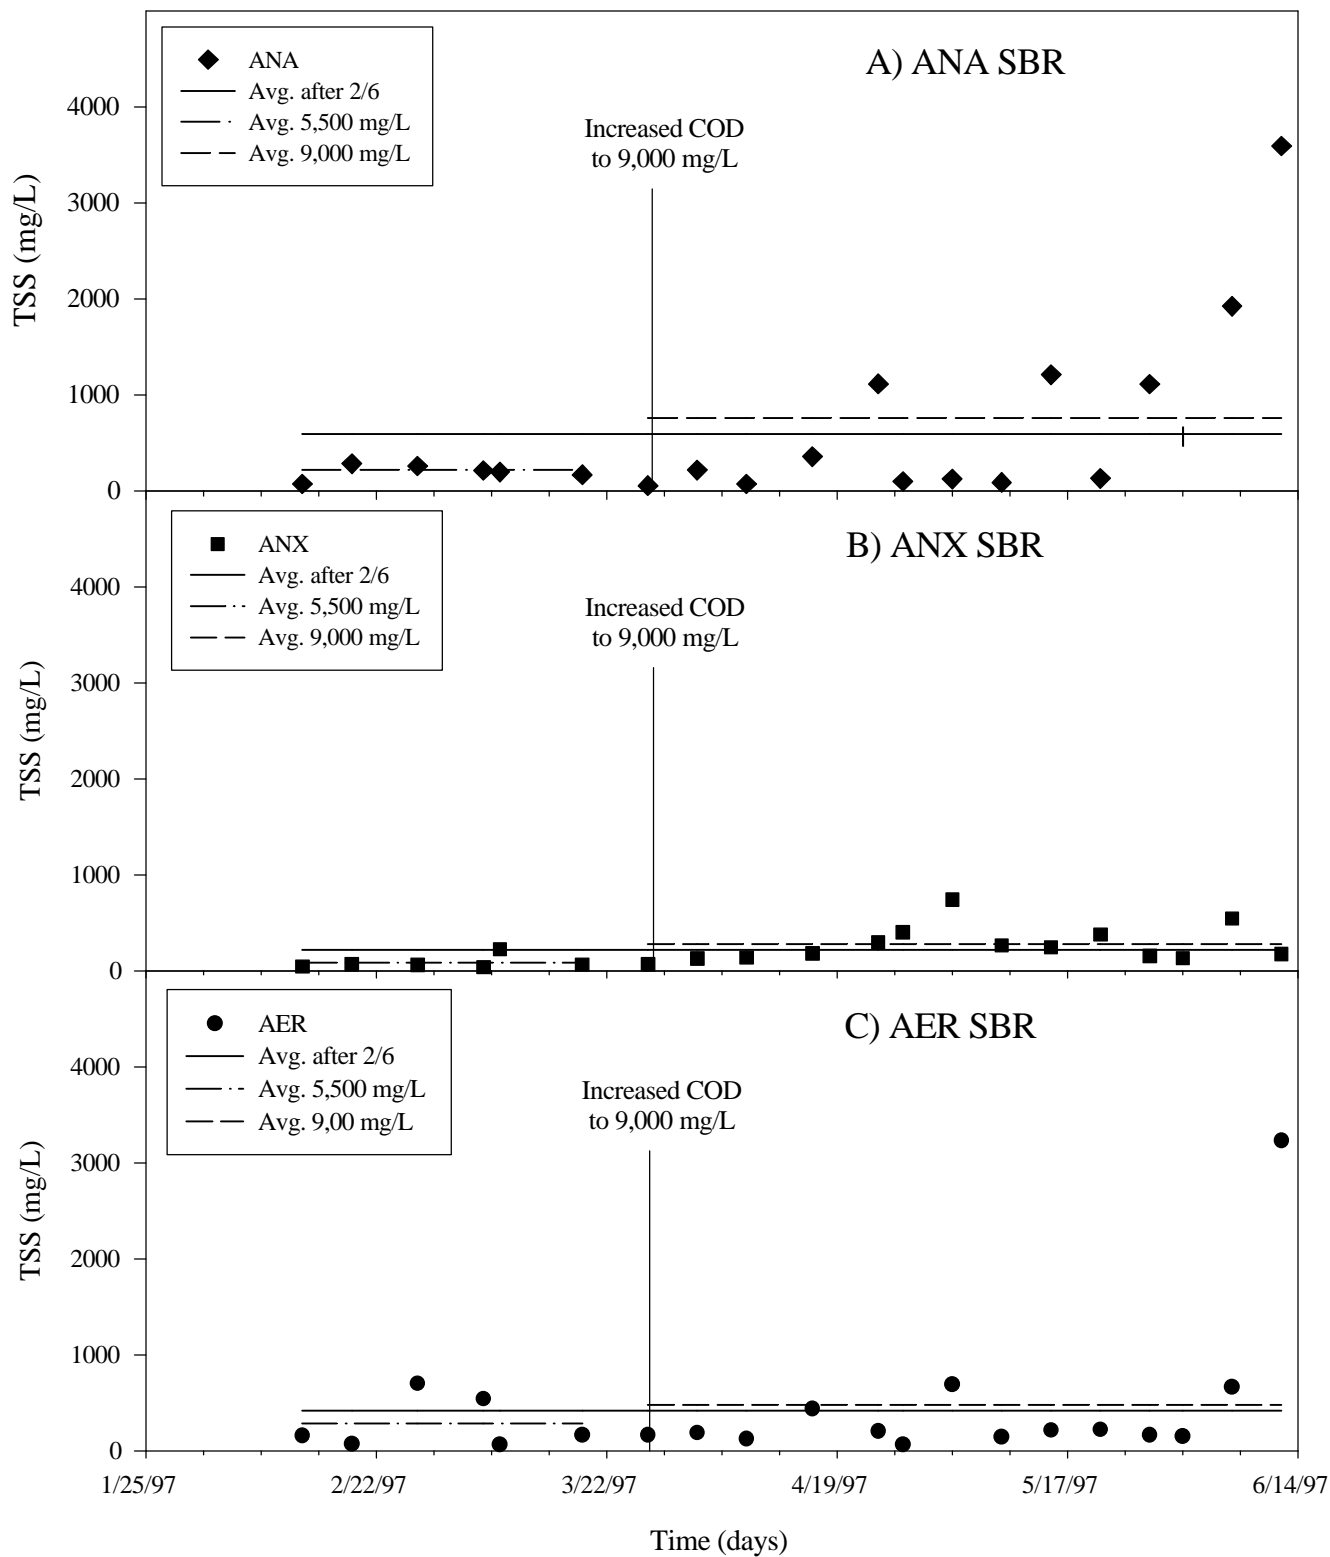 A) ANA SBR
ANA
Avg. after 2/6
Avg. 5,500 mg/L
Avg. 9,000 mg/L
Increased COD
to 9,000 mg/L
TSS (mg/L)
4000
3000
2000
1000
0
B) ANX SBR
ANX
Avg. after 2/6
Avg. 5,500 mg/L
Avg. 9,000 mg/L
Increased COD
to 9,000 mg/L
TSS (mg/L)
4000
3000
2000
1000
0
C) AER SBR
AER
Avg. after 2/6
Avg. 5,500 mg/L
Avg. 9,00 mg/L
Increased COD
to 9,000 mg/L
TSS (mg/L)
4000
3000
2000
1000
0
1/25/97 2/22/97 3/22/97 4/19/97 5/17/97 6/14/97
Time (days)